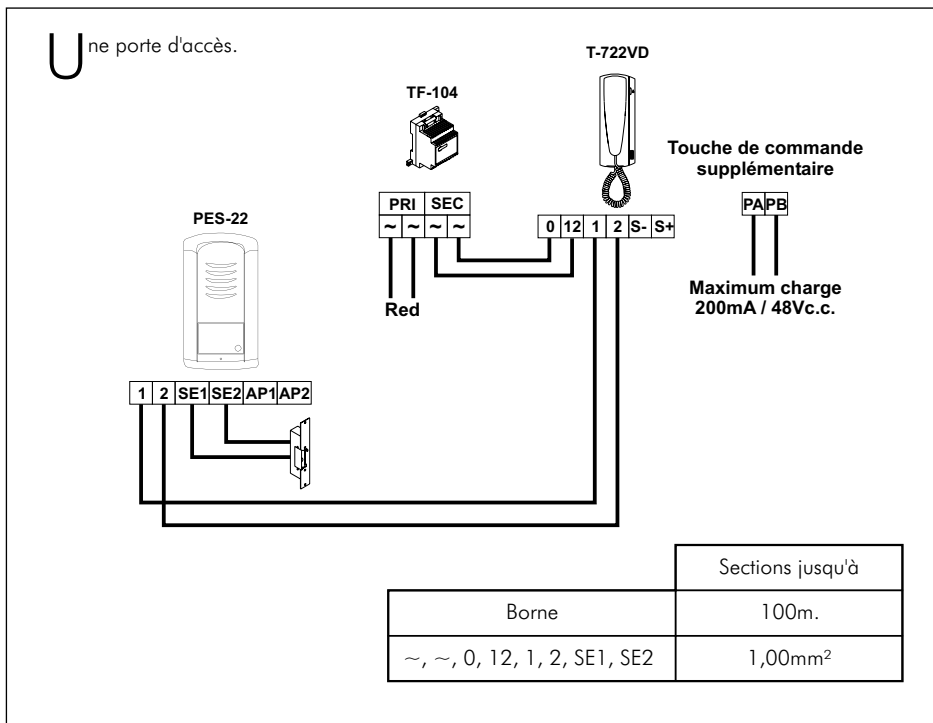 Une porte d'accès.
T-722VD
TF-104
Touche de commande
supplémentaire
PRI SEC
PA PB
PES-22
~ ~ ~ ~
0 12 1 2 S- S+
Red
Maximum charge
200mA / 48Vc.c.
1 2 SE1 SE2 AP1 AP2
Sections jusqu'à
Borne 100m.
~, ~, 0, 12, 1, 2, SE1, SE2 1,00mm²